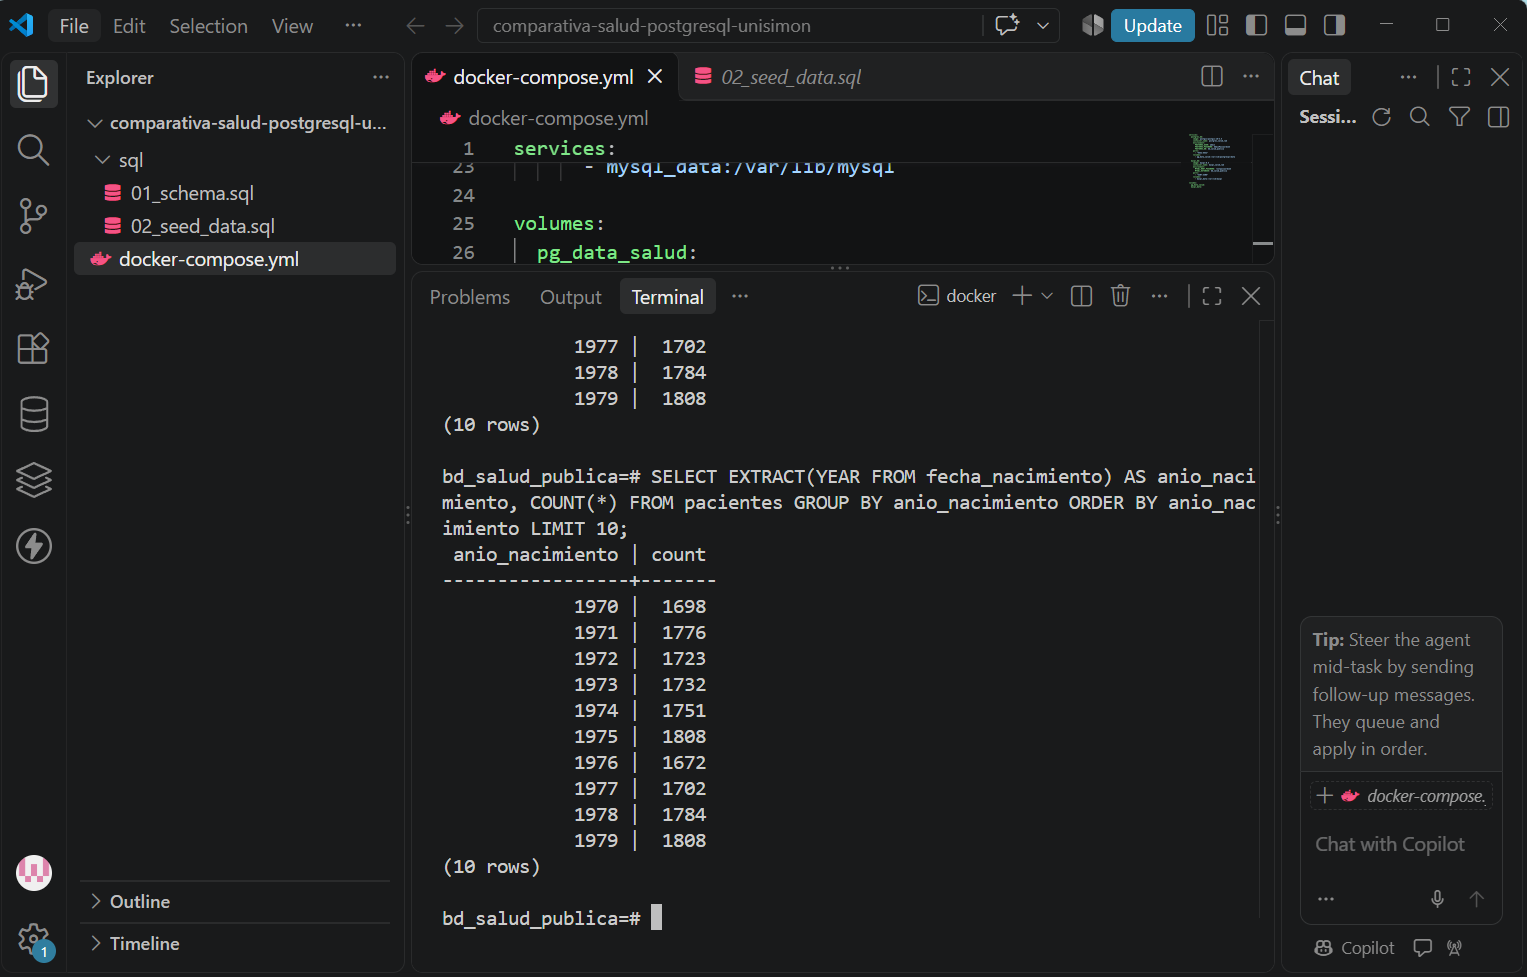 File Edit Selection View ··· comparativa-salud-postgresql-unisimon Update
Explorer ···
comparativa-salud-postgresql-u...
sql
01_schema.sql
02_seed_data.sql
docker-compose.yml
Outline
Timeline
1
docker-compose.yml 02_seed_data.sql ···
docker-compose.yml
1 services:
23 - mysql_data:/var/lib/mysql
24
25 volumes:
26 pg_data_salud:
Problems Output Terminal ··· docker ···
1977 | 1702
1978 | 1784
1979 | 1808
(10 rows)
bd_salud_publica=# SELECT EXTRACT(YEAR FROM fecha_nacimiento) AS anio_naci
miento, COUNT(*) FROM pacientes GROUP BY anio_nacimiento ORDER BY anio_nac
imiento LIMIT 10;
anio_nacimiento | count
-----------------+-------
1970 | 1698
1971 | 1776
1972 | 1723
1973 | 1732
1974 | 1751
1975 | 1808
1976 | 1672
1977 | 1702
1978 | 1784
1979 | 1808
(10 rows)
bd_salud_publica=#
Chat ···
Sessi...
Tip: Steer the agent
mid-task by sending
follow-up messages.
They queue and
apply in order.
docker-compose.
Chat with Copilot
···
Copilot